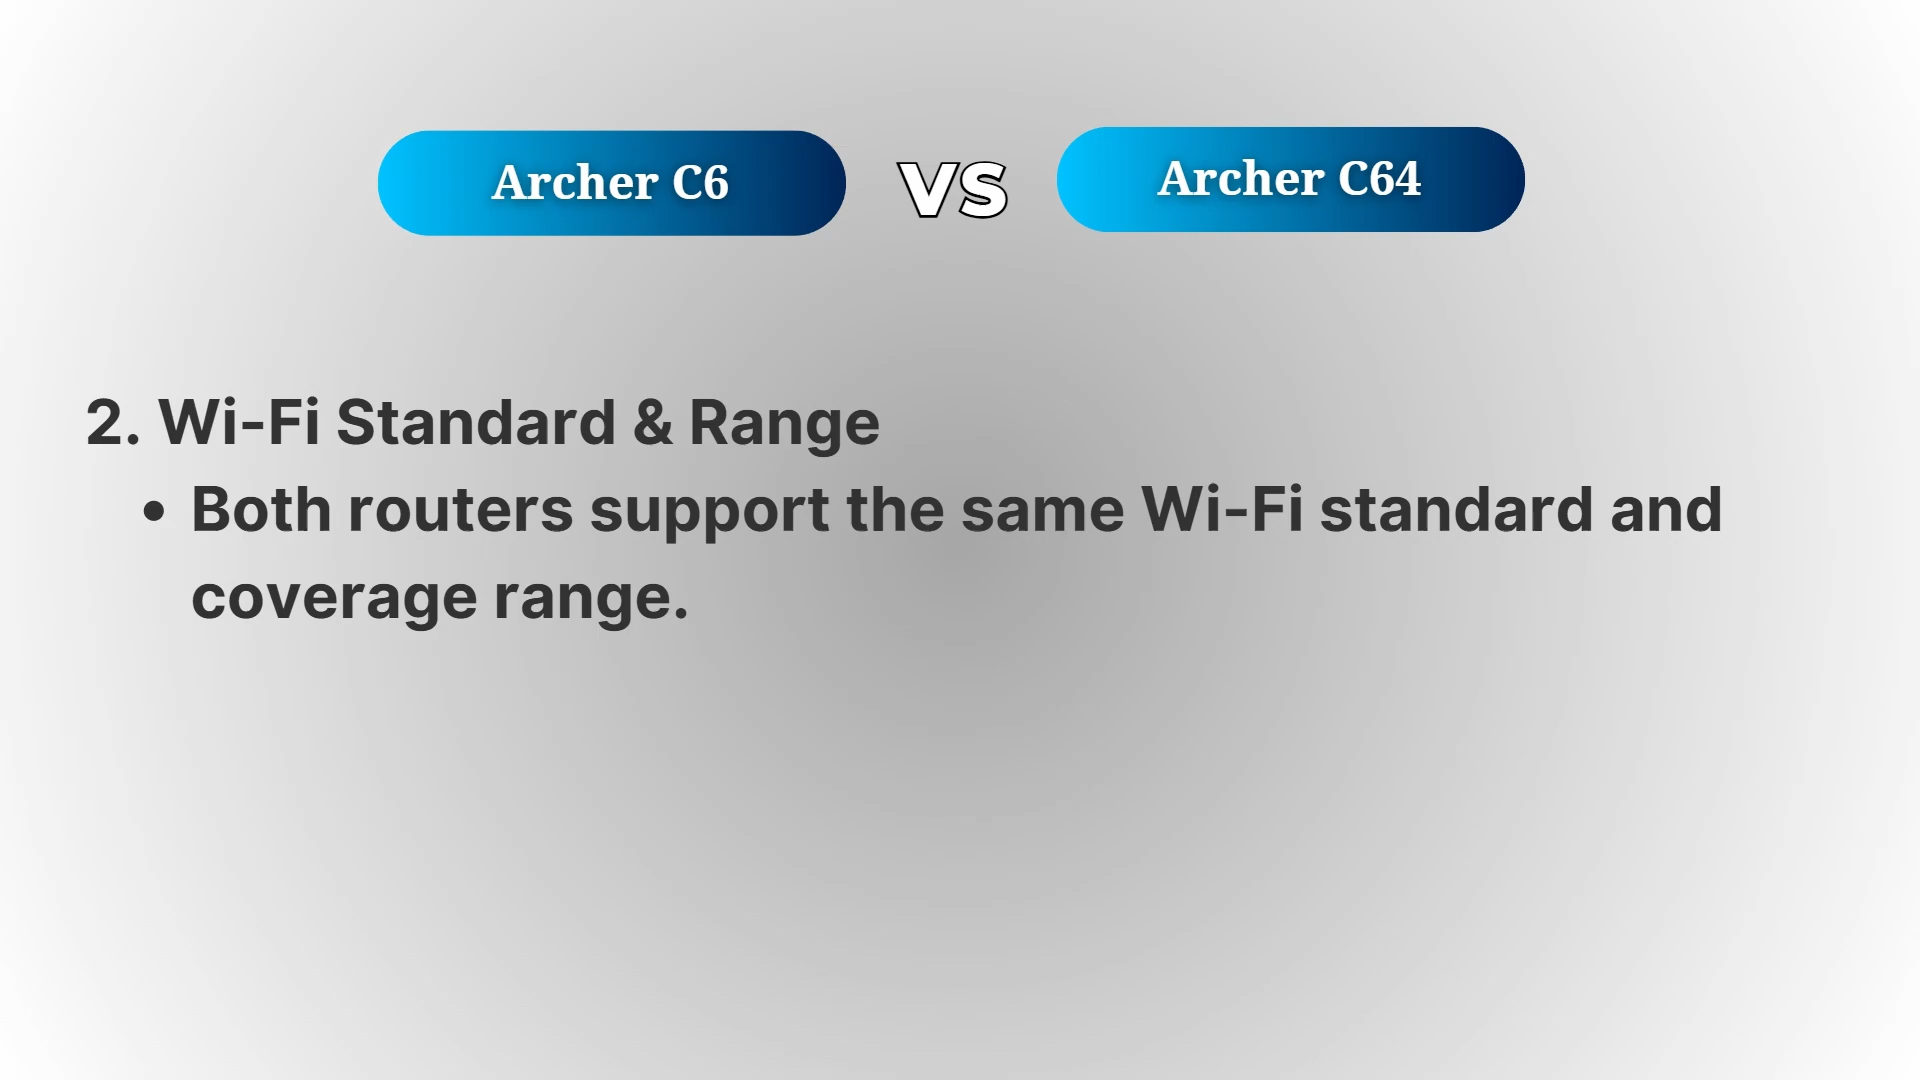 Archer C6 VS Archer C64
2. Wi-Fi Standard & Range
• Both routers support the same Wi-Fi standard and
coverage range.